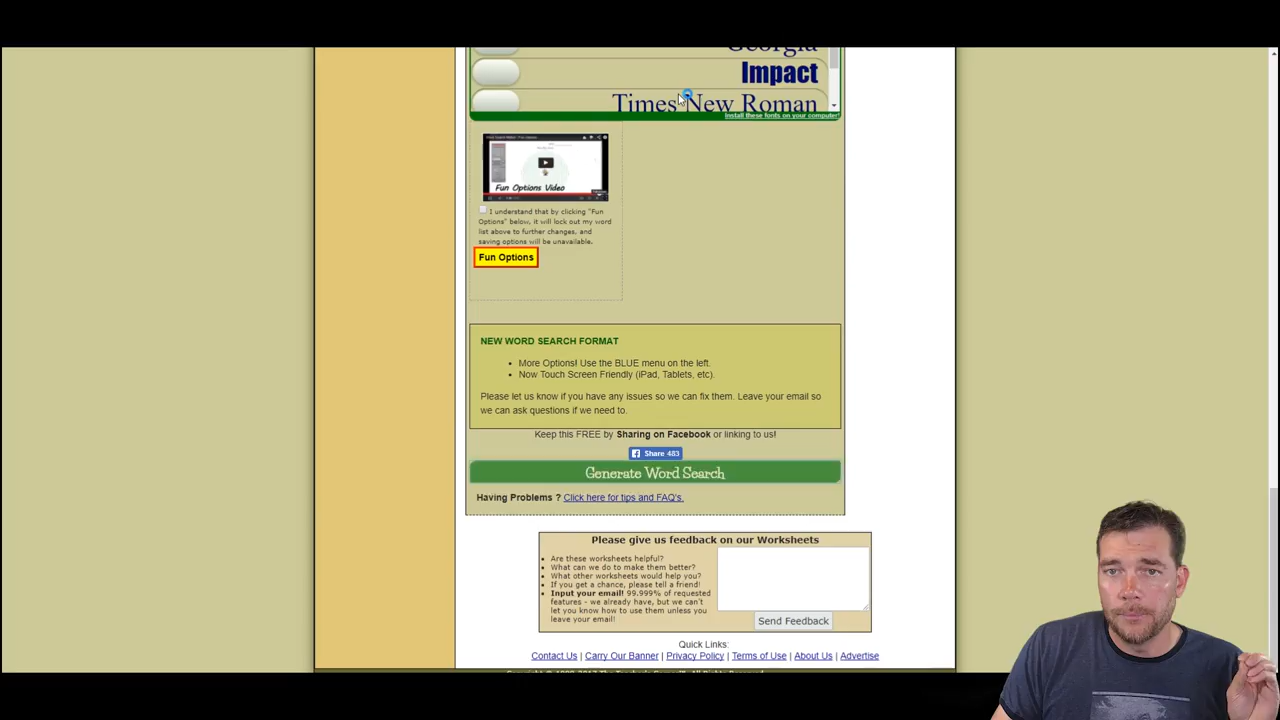 Georgia
Impact
Times New Roman
Install these fonts on your computer!
Fun Options Video
I understand that by clicking "Fun
Options" below, it will lock out my word
list above to further changes, and
saving options will be unavailable.
Fun Options
NEW WORD SEARCH FORMAT
• More Options! Use the BLUE menu on the left.
• Now Touch Screen Friendly (iPad, Tablets, etc).
Please let us know if you have any issues so we can fix them. Leave your email so
we can ask questions if we need to.
Keep this FREE by Sharing on Facebook or linking to us!
Share 483
Generate Word Search
Having Problems ? Click here for tips and FAQ's.
Please give us feedback on our Worksheets
• Are these worksheets helpful?
• What can we do to make them better?
• What other worksheets would help you?
• If you get a chance, please tell a friend!
• Input your email! 99.999% of requested
features - we already have, but we can't
let you know how to use them unless you
leave your email!
Send Feedback
Quick Links:
Contact Us | Carry Our Banner | Privacy Policy | Terms of Use | About Us | Advertise